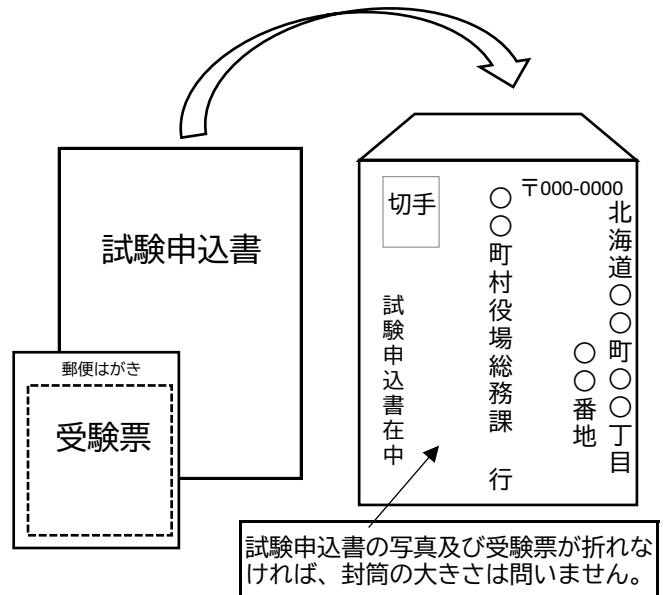 試験申込書
郵便はがき
受験票
〒000-0000
北海道○○町○○丁目
○○番地
○○町村役場総務課　行
切手
試験申込書在中
試験申込書の写真及び受験票が折れな
ければ、封筒の大きさは問いません。